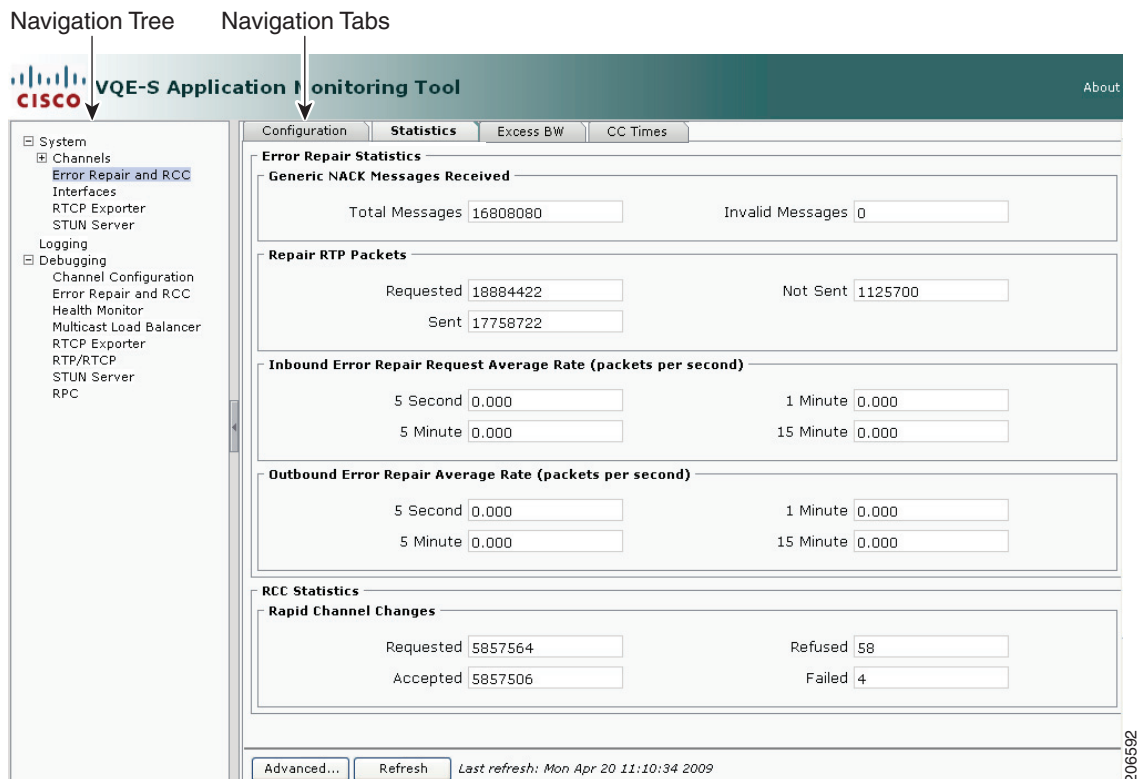 Navigation Tree Navigation Tabs
CISCO VQE-S Application Monitoring Tool About
System
Channels
Error Repair and RCC
Interfaces
RTCP Exporter
STUN Server
Logging
Debugging
Channel Configuration
Error Repair and RCC
Health Monitor
Multicast Load Balancer
RTCP Exporter
RTP/RTCP
STUN Server
RPC
Configuration Statistics Excess BW CC Times
Error Repair Statistics
Generic NACK Messages Received
Total Messages 16808080 Invalid Messages 0
Repair RTP Packets
Requested 18884422 Not Sent 1125700
Sent 17758722
Inbound Error Repair Request Average Rate (packets per second)
5 Second 0.000 1 Minute 0.000
5 Minute 0.000 15 Minute 0.000
Outbound Error Repair Average Rate (packets per second)
5 Second 0.000 1 Minute 0.000
5 Minute 0.000 15 Minute 0.000
RCC Statistics
Rapid Channel Changes
Requested 5857564 Refused 58
Accepted 5857506 Failed 4
Advanced... Refresh Last refresh: Mon Apr 20 11:10:34 2009
206592